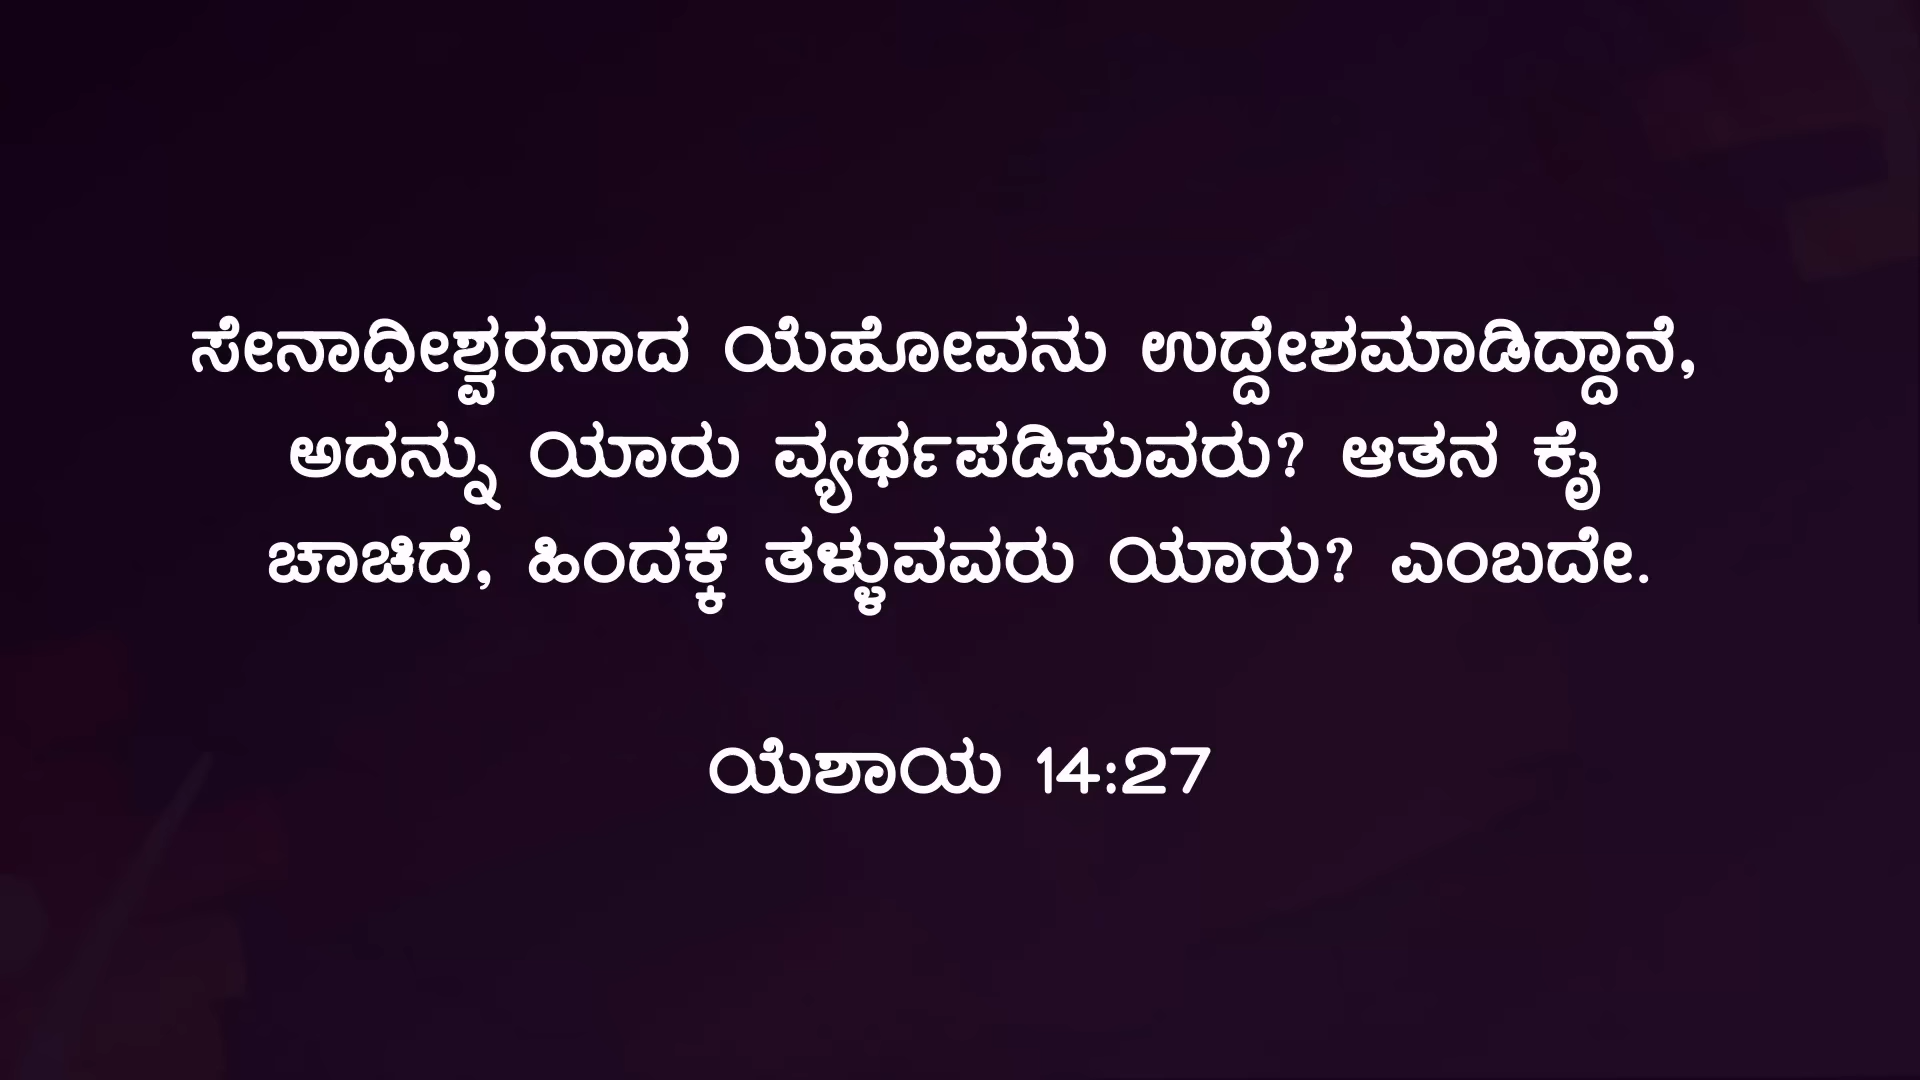 ಸೇನಾಧೀಶ್ವರನಾದ ಯೆಹೋವನು ಉದ್ದೇಶಮಾಡಿದ್ದಾನೆ,
ಅದನ್ನು ಯಾರು ವ್ಯರ್ಥಪಡಿಸುವರು? ಆತನ ಕೈ
ಚಾಚಿದೆ, ಹಿಂದಕ್ಕೆ ತಳ್ಳುವವರು ಯಾರು? ಎಂಬದೇ.
ಯೆಶಾಯ 14:27